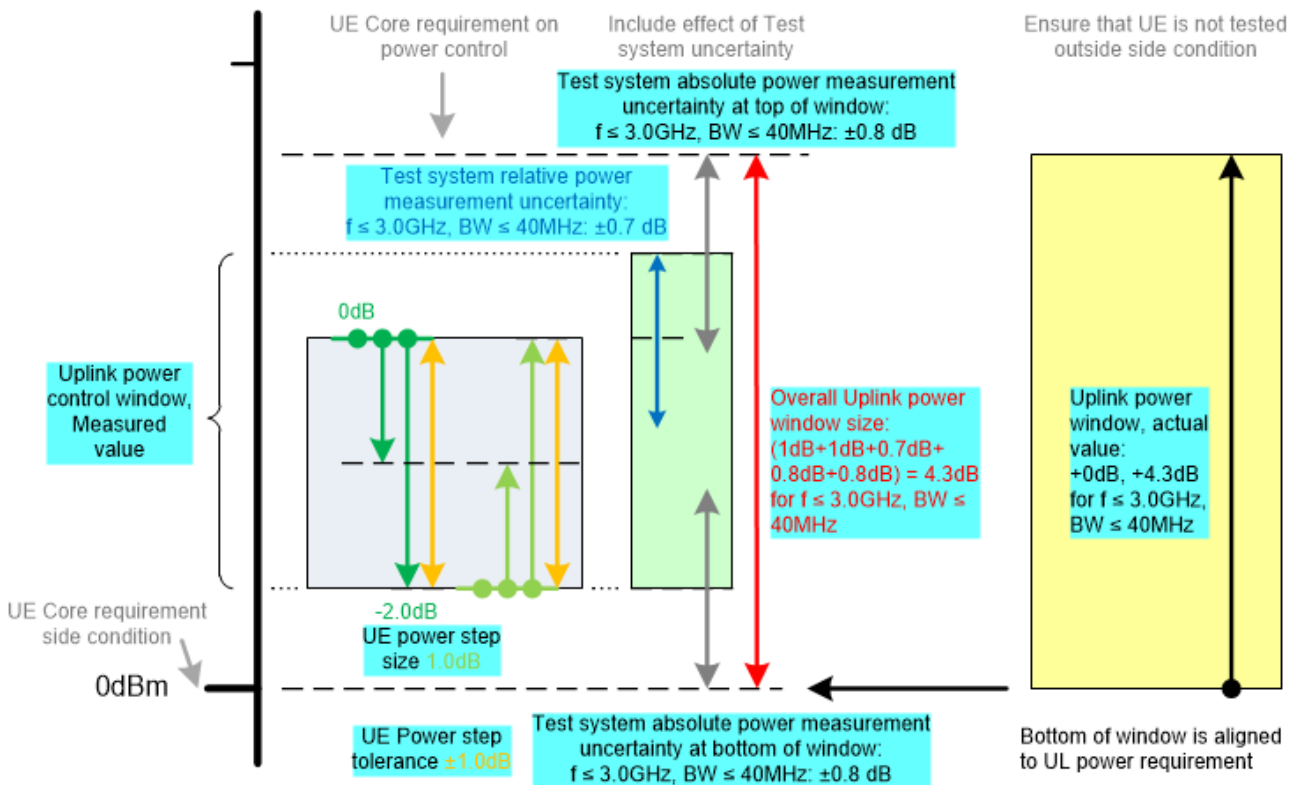 UE Core requirement on
power control
Include effect of Test
system uncertainty
Ensure that UE is not tested
outside side condition
Test system absolute power measurement
uncertainty at top of window:
f ≤ 3.0GHz, BW ≤ 40MHz: ±0.8 dB
Test system relative power
measurement uncertainty:
f ≤ 3.0GHz, BW ≤ 40MHz: ±0.7 dB
0dB
Uplink power
control window,
Measured
value
Overall Uplink power
window size:
(1dB+1dB+0.7dB+
0.8dB+0.8dB) = 4.3dB
for f ≤ 3.0GHz, BW ≤
40MHz
Uplink power
window, actual
value:
+0dB, +4.3dB
for f ≤ 3.0GHz,
BW ≤ 40MHz
-2.0dB
UE power step
size 1.0dB
UE Core requirement
side condition
0dBm
UE Power step
tolerance ±1.0dB
Test system absolute power measurement
uncertainty at bottom of window:
f ≤ 3.0GHz, BW ≤ 40MHz: ±0.8 dB
Bottom of window is aligned
to UL power requirement